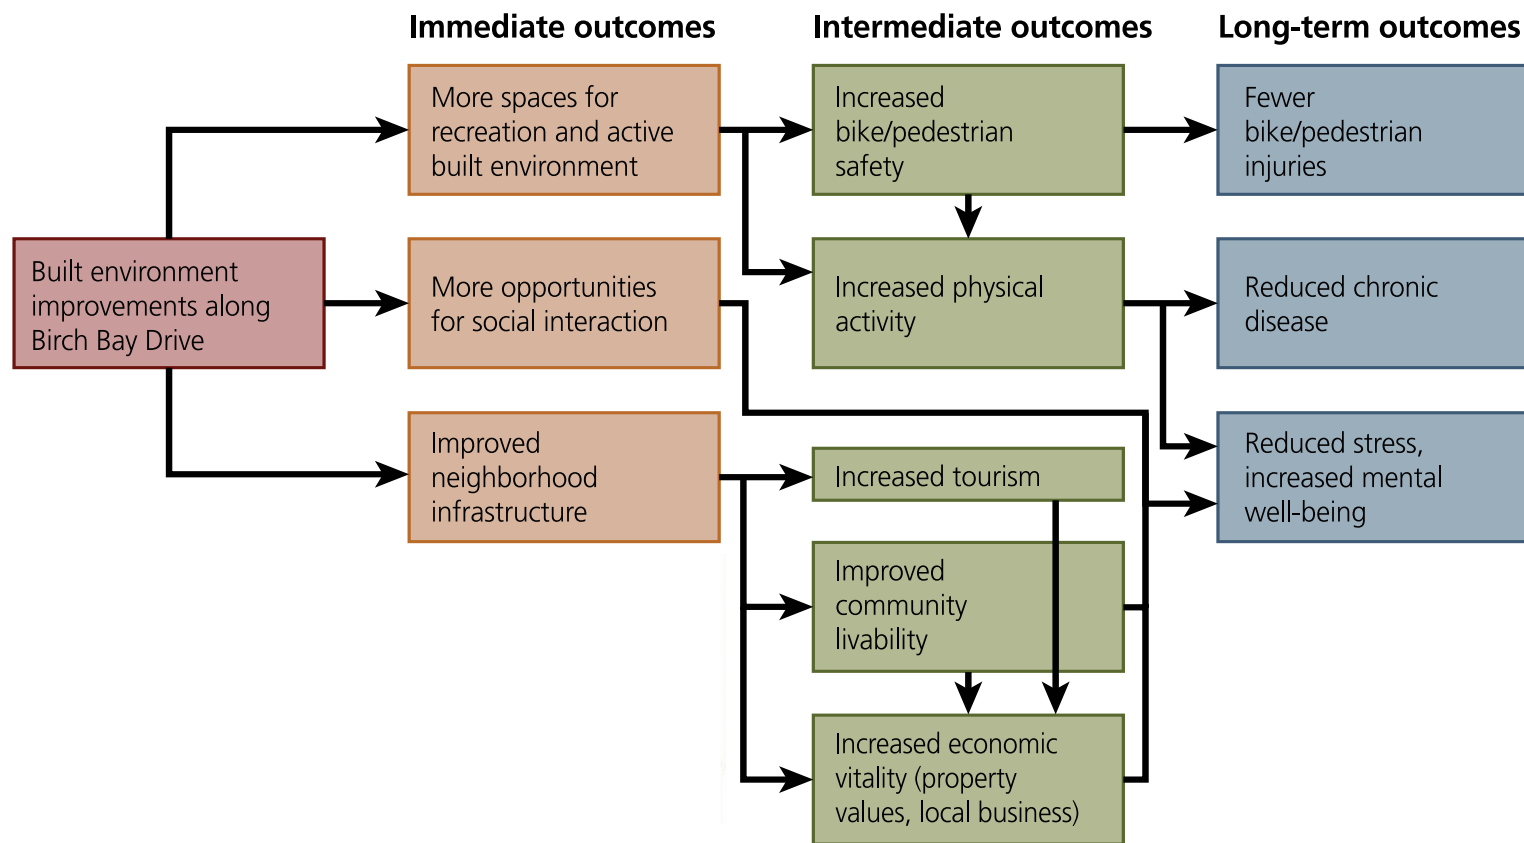 Immediate outcomes
Intermediate outcomes
Long-term outcomes
Built environment
improvements along
Birch Bay Drive
More spaces for
recreation and active
built environment
More opportunities
for social interaction
Improved
neighborhood
infrastructure
Increased
bike/pedestrian
safety
Increased physical
activity
Increased tourism
Improved
community
livability
Increased economic
vitality (property
values, local business)
Fewer
bike/pedestrian
injuries
Reduced chronic
disease
Reduced stress,
increased mental
well-being